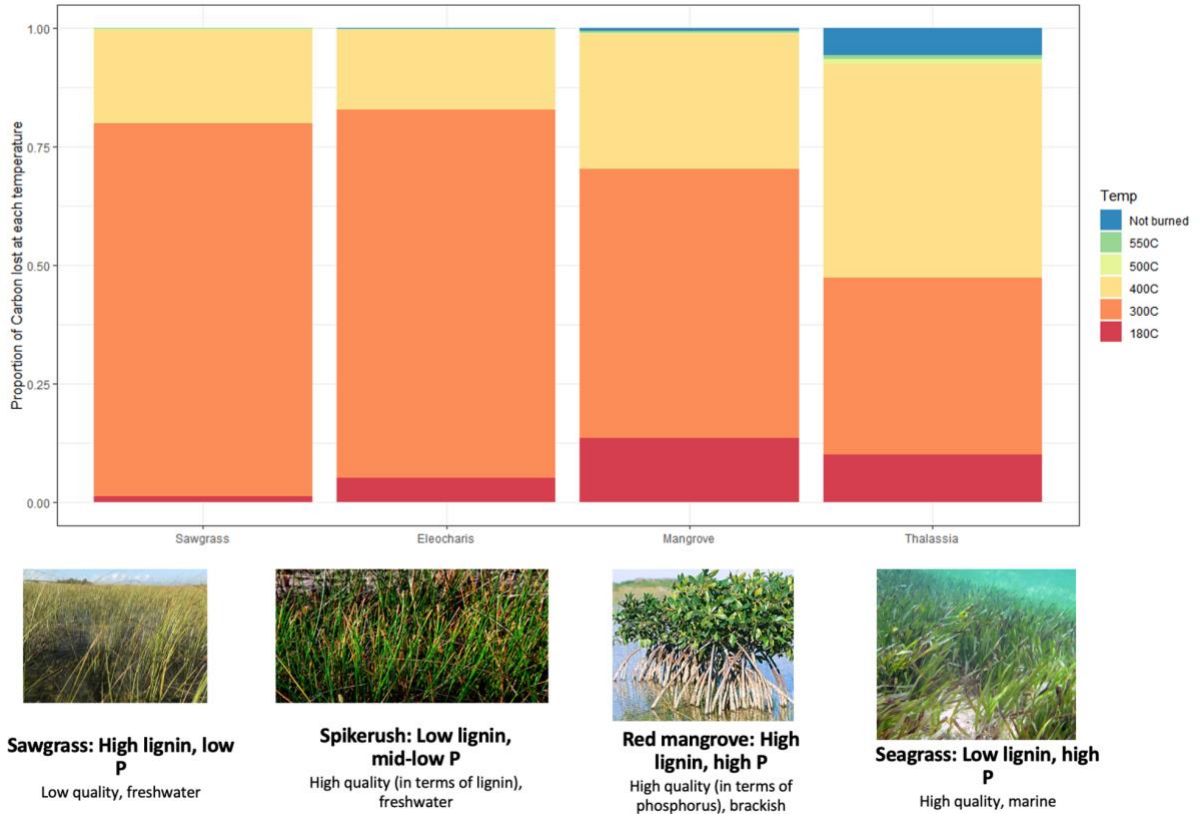 Proportion of Carbon lost at each temperature
1.00
0.75
0.50
0.25
0.00
Sawgrass
Eleocharis
Mangrove
Thalassia
Temp
Not burned
550C
500C
400C
300C
180C
Sawgrass: High lignin, low
P
Low quality, freshwater
Spikerush: Low lignin,
mid-low P
High quality (in terms of lignin),
freshwater
Red mangrove: High
lignin, high P
High quality (in terms of
phosphorus), brackish
Seagrass: Low lignin, high
P
High quality, marine